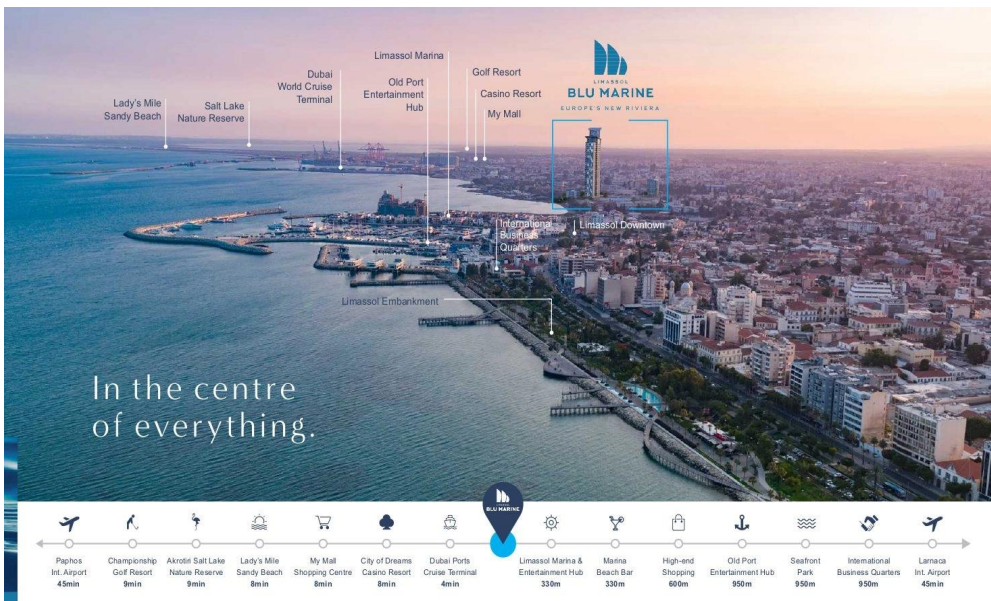 Limassol Marina
Dubai
World Cruise
Terminal
Old Port
Entertainment
Hub
Golf Resort
Casino Resort
My Mall
Lady's Mile
Sandy Beach
Salt Lake
Nature Reserve
LIMASSOL
BLU MARINE
EUROPE'S NEW RIVIERA
International
Business
Quarters
Limassol Downtown
Limassol Embankment
In the centre
of everything.
BLU MARINE
Paphos
Int. Airport
45min
Championship
Golf Resort
9min
Akrotiri Salt Lake
Nature Reserve
9min
Lady's Mile
Sandy Beach
8min
My Mall
Shopping Centre
8min
City of Dreams
Casino Resort
8min
Dubai Ports
Cruise Terminal
4min
Limassol Marina &
Entertainment Hub
330m
Marina
Beach Bar
330m
High-end
Shopping
600m
Old Port
Entertainment Hub
950m
Seafront
Park
950m
International
Business Quarters
950m
Larnaca
Int. Airport
45min